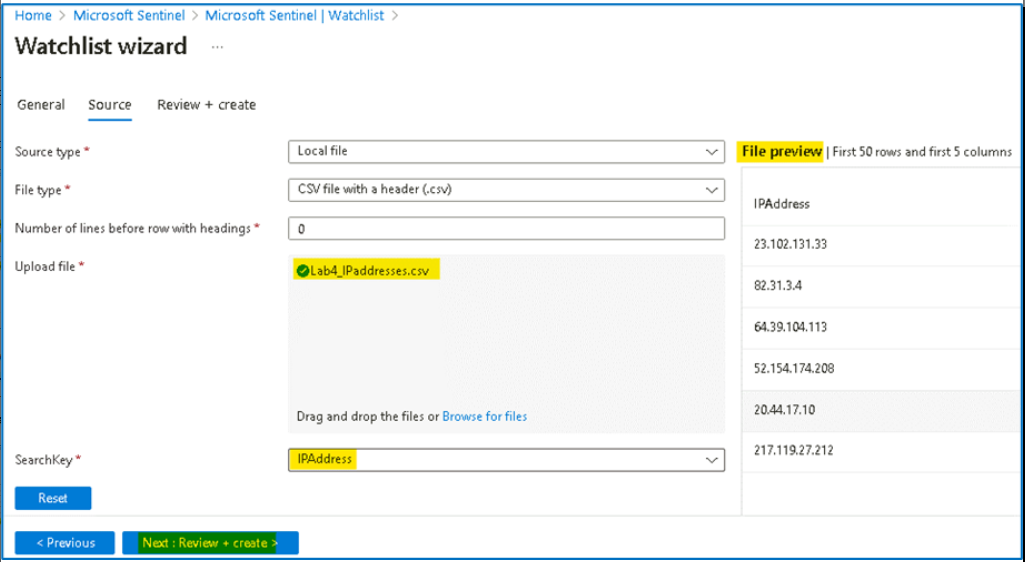 Home > Microsoft Sentinel > Microsoft Sentinel | Watchlist >
Watchlist wizard ...
General Source Review + create
Source type * Local file
File type * CSV file with a header (.csv)
Number of lines before row with headings * 0
Upload file * Lab4_IPaddresses.csv
Drag and drop the files or Browse for files
SearchKey * IPAddress
Reset
< Previous Next : Review + create >
File preview | First 50 rows and first 5 columns
IPAddress
23.102.131.33
82.31.3.4
64.39.104.113
52.154.174.208
20.44.17.10
217.119.27.212